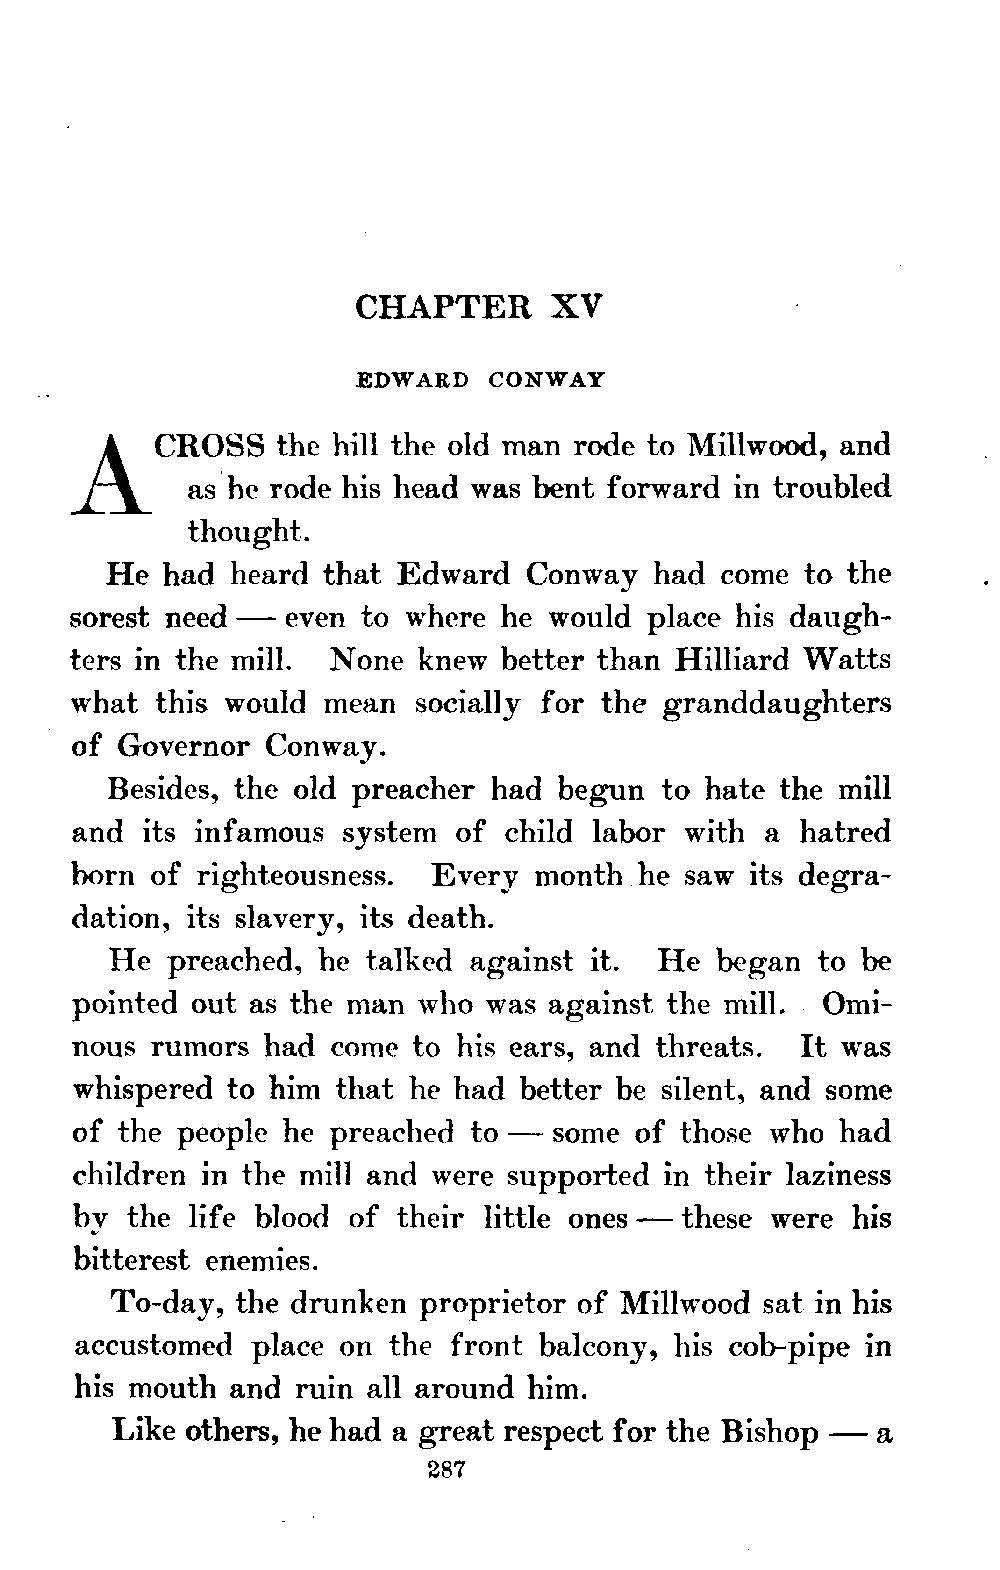 CHAPTER XV
EDWARD CONWAY
ACROSS the hill the old man rode to Millwood, and
as he rode his head was bent forward in troubled
thought.
He had heard that Edward Conway had come to the
sorest need — even to where he would place his daugh-
ters in the mill. None knew better than Hilliard Watts
what this would mean socially for the granddaughters
of Governor Conway.
Besides, the old preacher had begun to hate the mill
and its infamous system of child labor with a hatred
born of righteousness. Every month he saw its degra-
dation, its slavery, its death.
He preached, he talked against it. He began to be
pointed out as the man who was against the mill. Omi-
nous rumors had come to his ears, and threats. It was
whispered to him that he had better be silent, and some
of the people he preached to — some of those who had
children in the mill and were supported in their laziness
by the life blood of their little ones — these were his
bitterest enemies.
To-day, the drunken proprietor of Millwood sat in his
accustomed place on the front balcony, his cob-pipe in
his mouth and ruin all around him.
Like others, he had a great respect for the Bishop — a
287